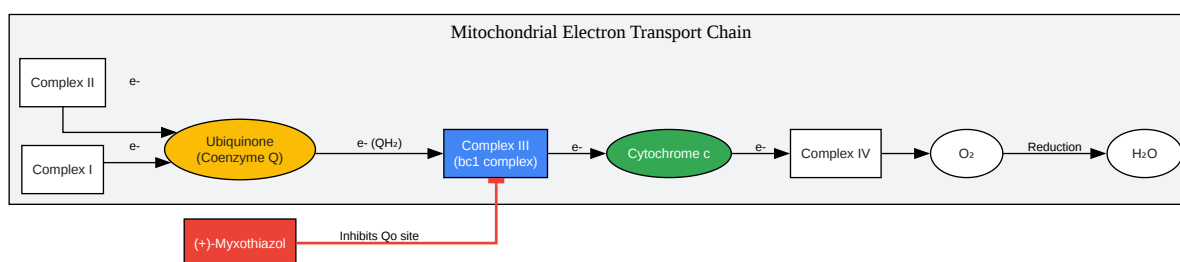 Mitochondrial Electron Transport Chain
Complex II
e-
Complex I
e-
Ubiquinone
(Coenzyme Q)
e- (QH₂)
Complex III
(bc1 complex)
e-
Cytochrome c
e-
Complex IV
O₂
Reduction
H₂O
(+)-Myxothiazol
Inhibits Qo site